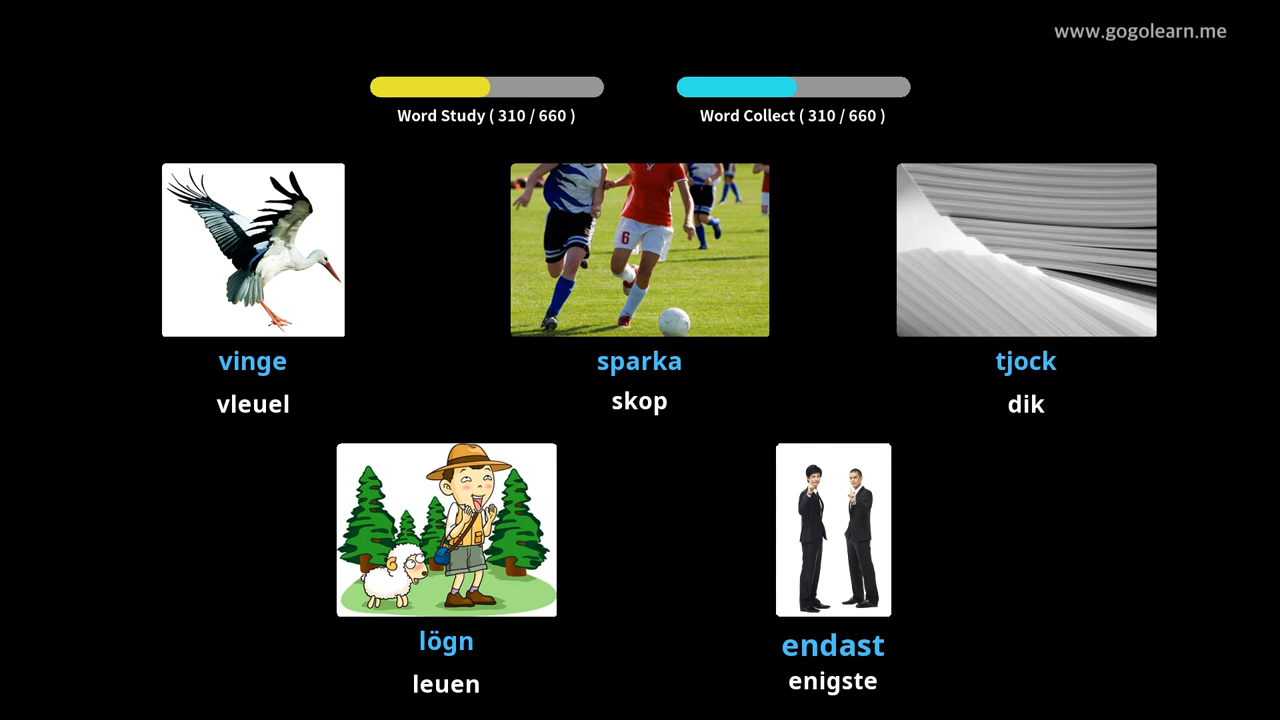 www.gogolearn.me
Word Study ( 310 / 660 )
Word Collect ( 310 / 660 )
6
vinge
sparka
tjock
vleuel
skop
dik
lögn
endast
leuen
enigste